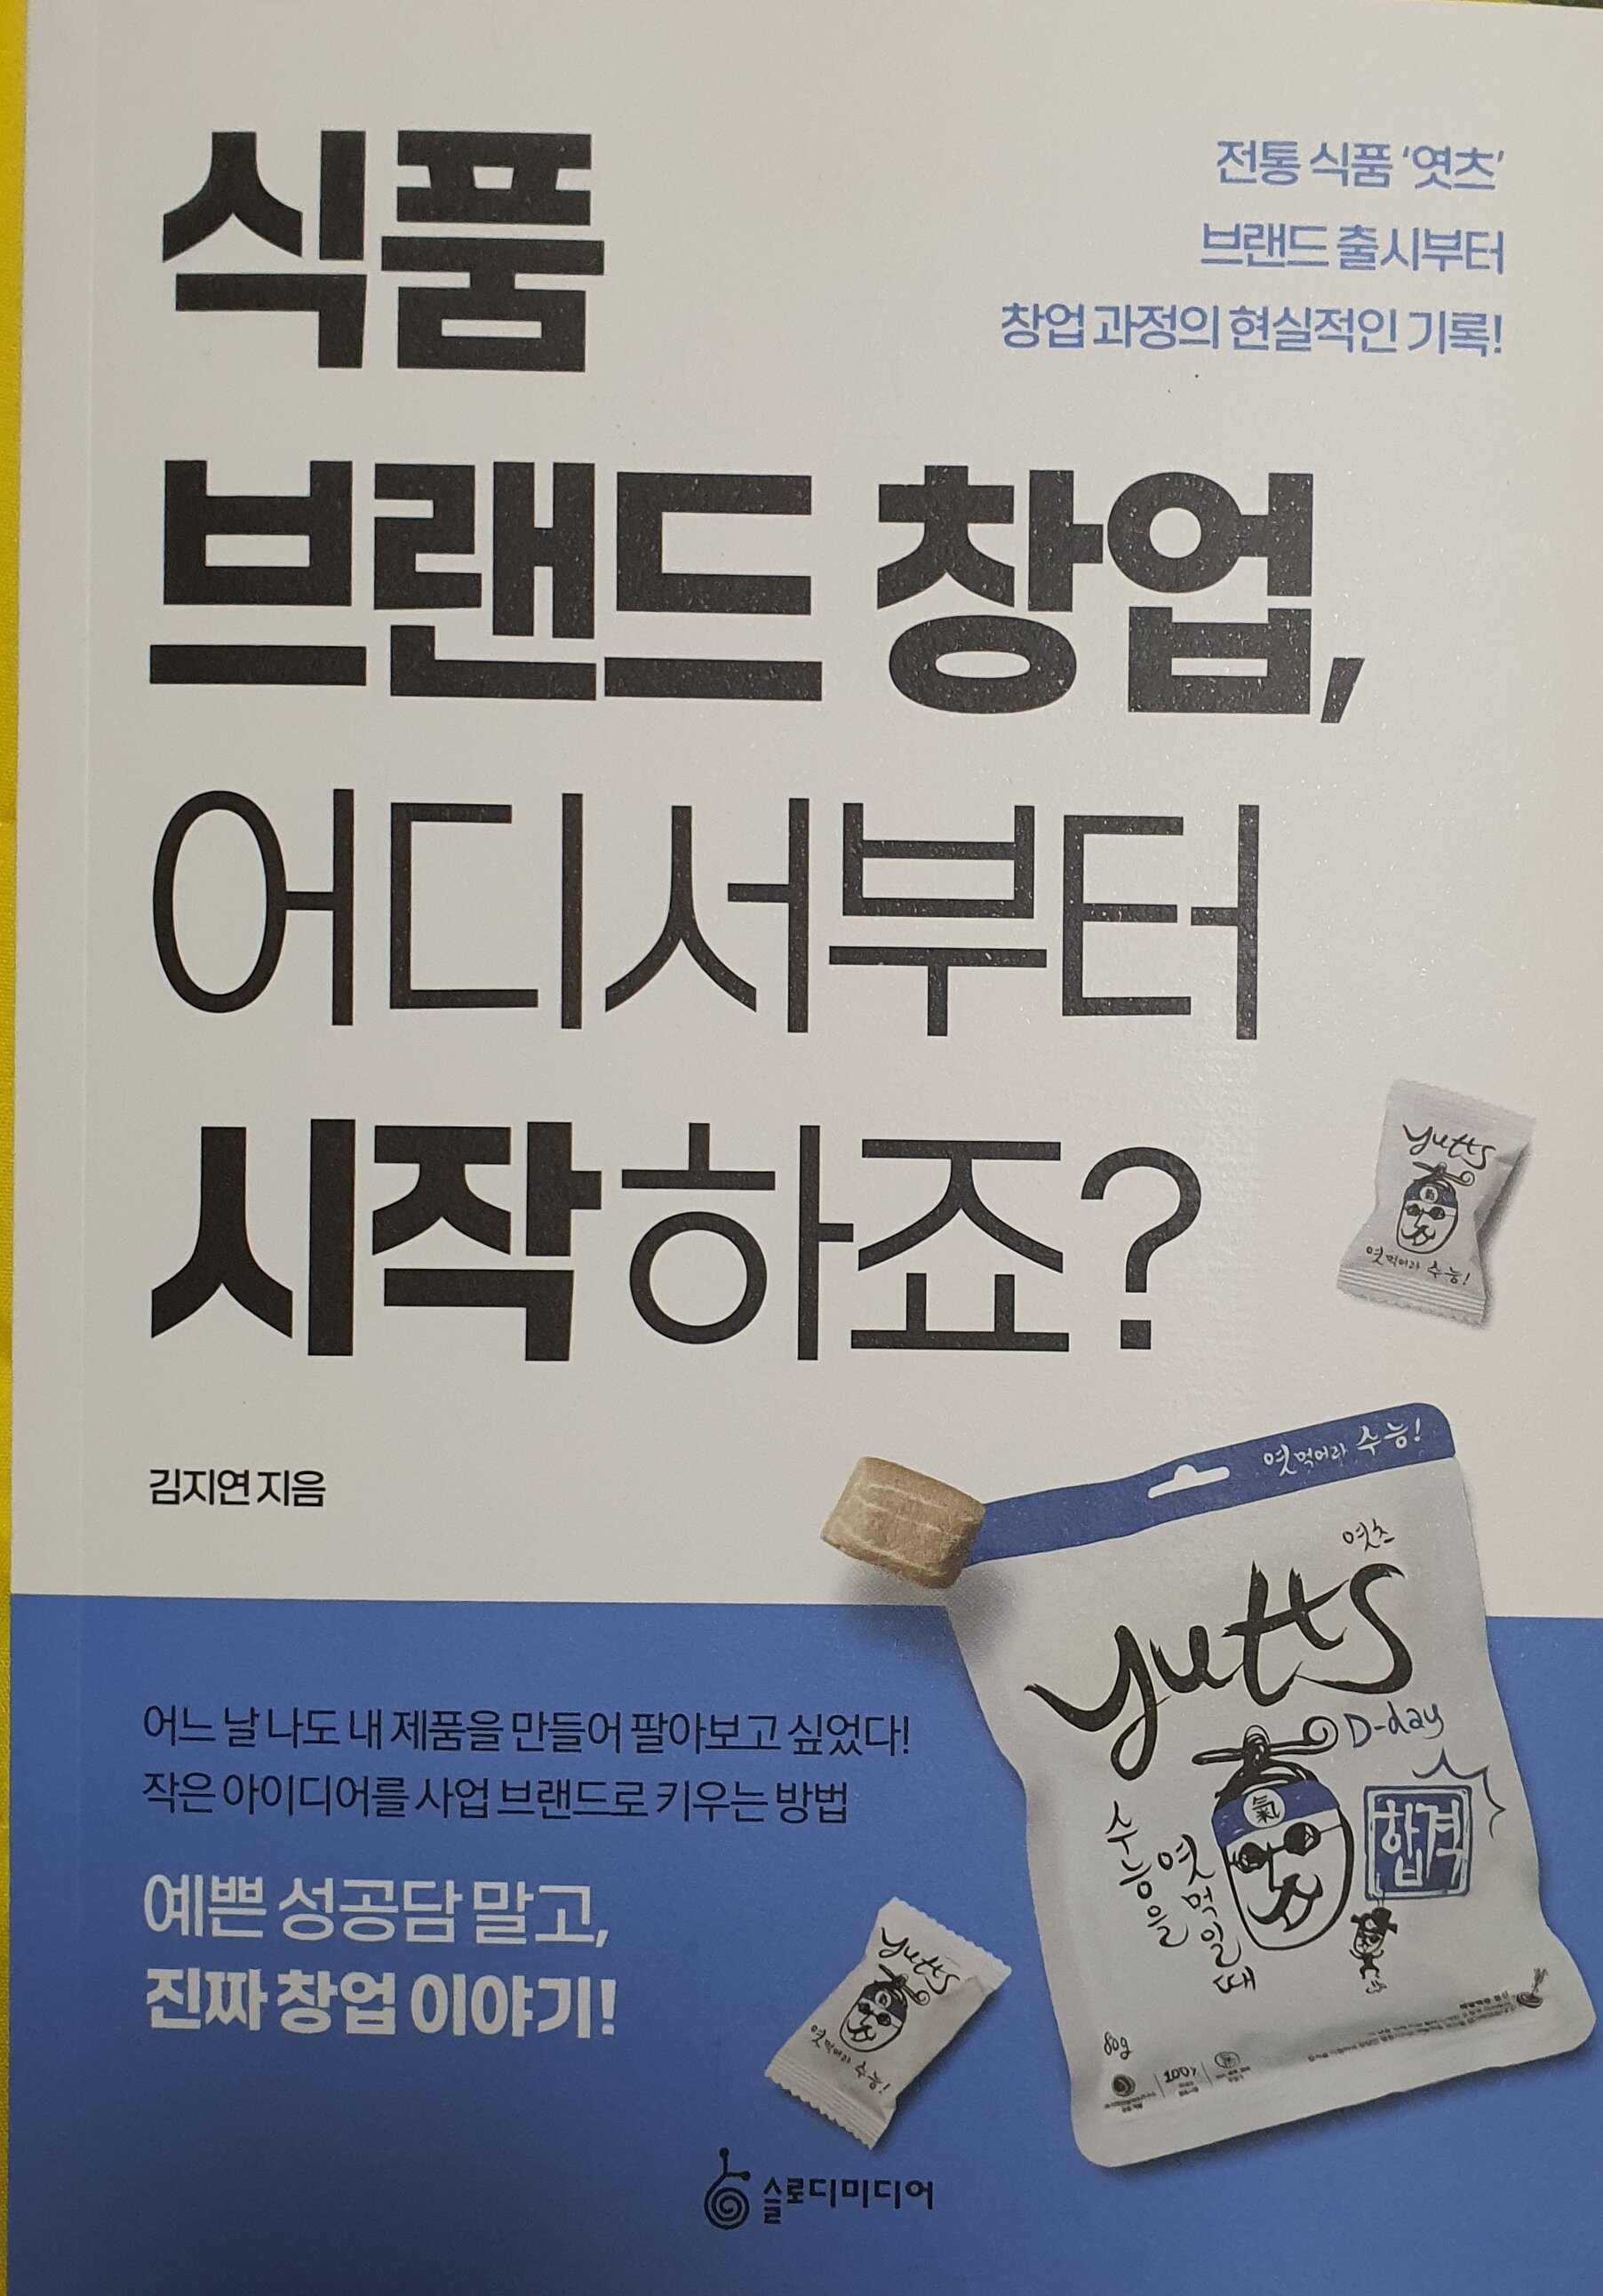 식품
브랜드 창업,
어디서부터
시작하죠?
전통 식품 '엿츠'
브랜드 출시부터
창업 과정의 현실적인 기록!
김지연 지음
yutts
氣
엿먹어라 수능!
엿먹어라 수능!
엿츠
yutts
D-day
氣
합격
수능을
엿 먹일 때
80g
100%
어느 날 나도 내 제품을 만들어 팔아보고 싶었다!
작은 아이디어를 사업 브랜드로 키우는 방법
예쁜 성공담 말고,
진짜 창업 이야기!
yutts
엿먹어라 수능!
슬로디미디어